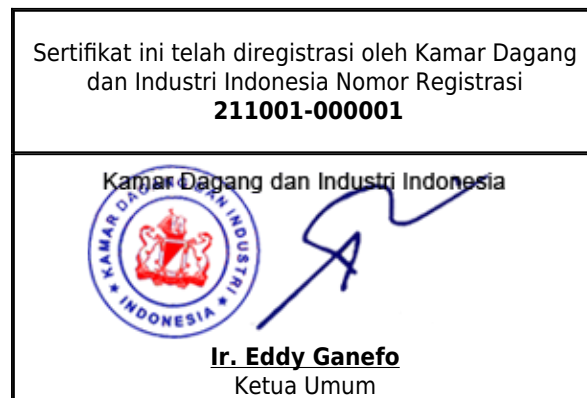 Sertifikat ini telah diregistrasi oleh Kamar Dagang
dan Industri Indonesia Nomor Registrasi
211001-000001
Kamar Dagang dan Industri Indonesia
KAMAR DAGANG DAN INDUSTRI
INDONESIA
Ir. Eddy Ganefo
Ketua Umum